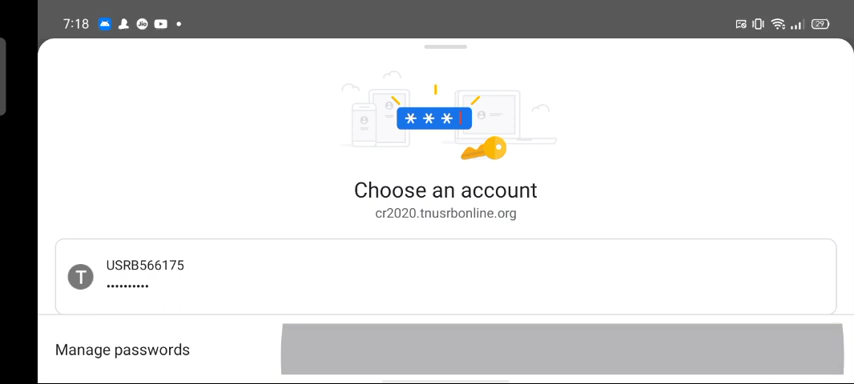 7:18
29
* * *
Choose an account
cr2020.tnusrbonline.org
T
USRB566175
••••••••••
Manage passwords